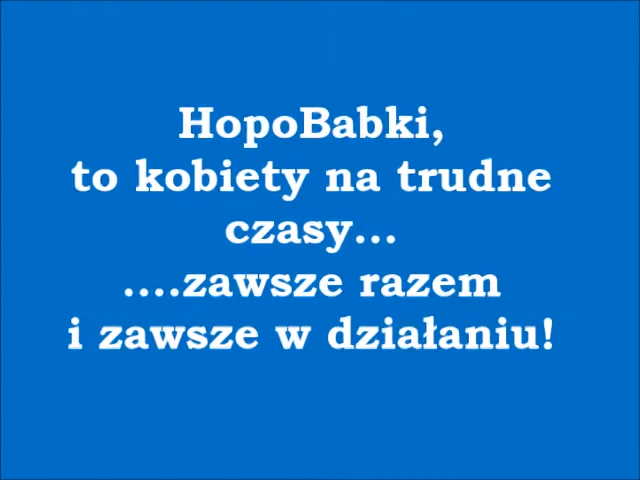 HopoBabki,
to kobiety na trudne
czasy...
....zawsze razem
i zawsze w działaniu!